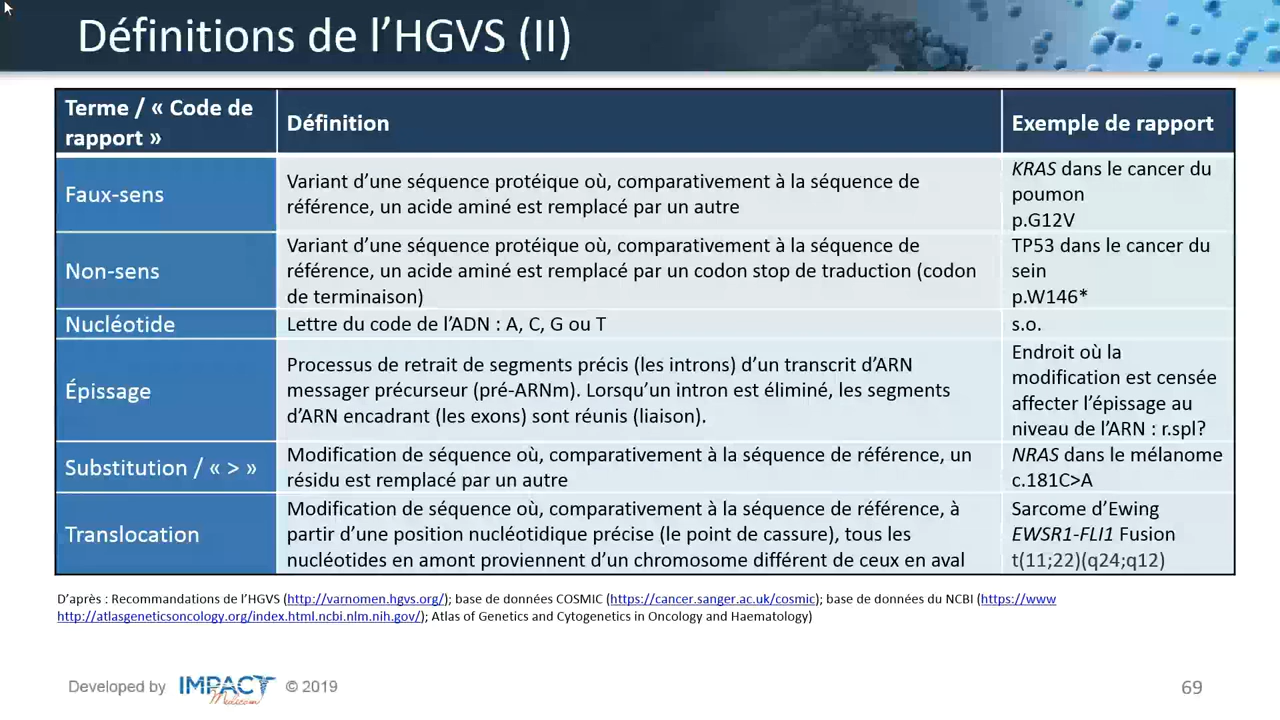 Définitions de l’HGVS (II)
Terme / « Code de
rapport »
Définition
Exemple de rapport
Faux-sens
Variant d’une séquence protéique où, comparativement à la séquence de
référence, un acide aminé est remplacé par un autre
KRAS dans le cancer du
poumon
p.G12V
Non-sens
Variant d’une séquence protéique où, comparativement à la séquence de
référence, un acide aminé est remplacé par un codon stop de traduction (codon
de terminaison)
TP53 dans le cancer du
sein
p.W146*
Nucléotide
Lettre du code de l’ADN : A, C, G ou T
s.o.
Épissage
Processus de retrait de segments précis (les introns) d’un transcrit d’ARN
messager précurseur (pré-ARNm). Lorsqu’un intron est éliminé, les segments
d’ARN encadrant (les exons) sont réunis (liaison).
Endroit où la
modification est censée
affecter l’épissage au
niveau de l’ARN : r.spl?
Substitution / « > »
Modification de séquence où, comparativement à la séquence de référence, un
résidu est remplacé par un autre
NRAS dans le mélanome
c.181C>A
Translocation
Modification de séquence où, comparativement à la séquence de référence, à
partir d’une position nucléotidique précise (le point de cassure), tous les
nucléotides en amont proviennent d’un chromosome différent de ceux en aval
Sarcome d’Ewing
EWSR1-FLI1 Fusion
t(11;22)(q24;q12)
D’après : Recommandations de l’HGVS (http://varnomen.hgvs.org/); base de données COSMIC (https://cancer.sanger.ac.uk/cosmic); base de données du NCBI (https://www
http://atlasgeneticsoncology.org/index.html.ncbi.nlm.nih.gov/); Atlas of Genetics and Cytogenetics in Oncology and Haematology)
Developed by IMPACT Medicom © 2019
69